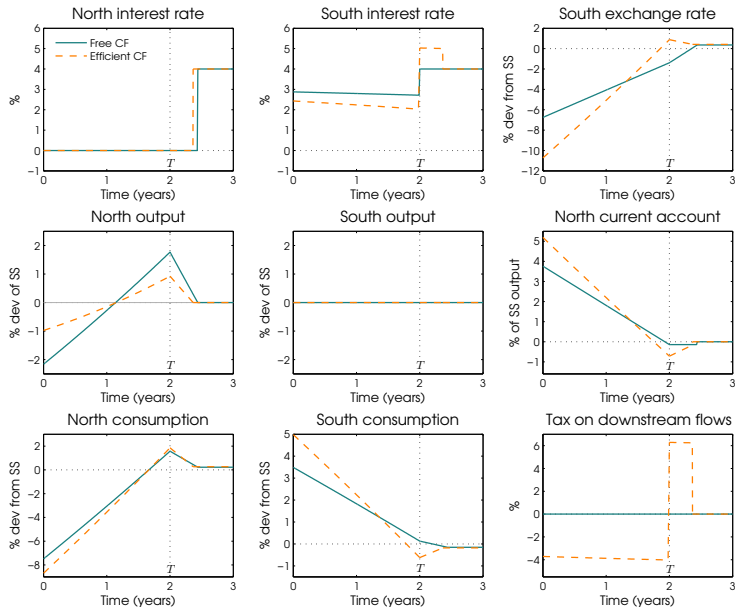 North interest rate
6
5
4
3
2
1
0
−1
%
Free CF
Efficient CF
T
0 1 2 3
Time (years)
South interest rate
6
5
4
3
2
1
0
−1
%
T
0 1 2 3
Time (years)
South exchange rate
2
0
−2
−4
−6
−8
−10
−12
% dev from SS
T
0 1 2 3
Time (years)
North output
2
1
0
−1
−2
% dev of SS
T
0 1 2 3
Time (years)
South output
2
1
0
−1
−2
% dev of SS
T
0 1 2 3
Time (years)
North current account
5
4
3
2
1
0
−1
% of SS output
T
0 1 2 3
Time (years)
North consumption
2
0
−2
−4
−6
−8
% dev from SS
T
0 1 2 3
Time (years)
South consumption
5
4
3
2
1
0
−1
% dev from SS
T
0 1 2 3
Time (years)
Tax on downstream flows
6
4
2
0
−2
−4
%
T
0 1 2 3
Time (years)